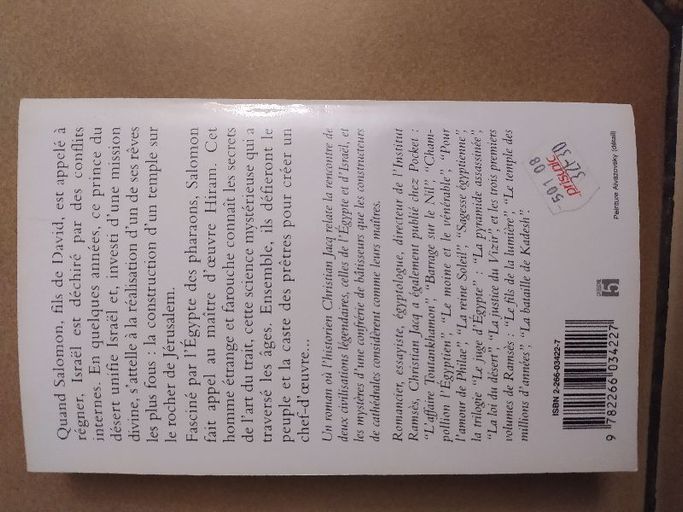 Quand Salomon, fils de David, est appelé à
régner, Israël est déchiré par des conflits
internes. En quelques années, ce prince du
désert unifie Israël et, investi d'une mission
divine, s'attelle à la réalisation d'un de ses rêves
les plus fous : la construction d'un temple sur
le rocher de Jérusalem.
Fasciné par l'Égypte des pharaons, Salomon
fait appel au maître d'œuvre Hiram. Cet
homme étrange et farouche connaît les secrets
de l'art du trait, cette science mystérieuse qui a
traversé les âges. Ensemble, ils défieront le
peuple et la caste des prêtres pour créer un
chef-d'œuvre...
Un roman où l'historien Christian Jacq relate la rencontre de
deux civilisations légendaires, celles de l'Égypte et d'Israël, et
les mystères d'une confrérie de bâtisseurs que les constructeurs
de cathédrales considèrent comme leurs maîtres.
Romancier, essayiste, égyptologue, directeur de l'Institut
Ramsès, Christian Jacq a également publié chez Pocket :
"L'affaire Toutankhamon", "Barrage sur le Nil", "Cham-
pollion l'Égyptien", "Le moine et le vénérable", "Pour
l'amour de Philae", "La reine Soleil", "Sagesse égyptienne",
la trilogie "Le juge d'Égypte" : "La pyramide assassinée",
"La loi du désert", "La justice du Vizir", et les trois premiers
volumes de Ramsès : "Le fils de la lumière", "Le temple des
millions d'années", "La bataille de Kadesh".
501 08
37-50
Peinture Aivazovsky (détail)
5
ISBN 2-266-03422-7
9 782266 034227